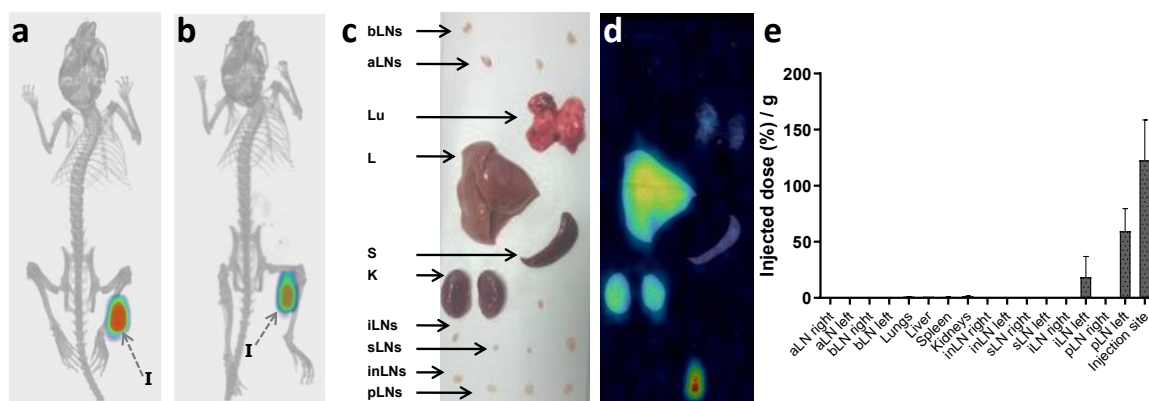 a
b
c
d
e
bLNs
aLNs
Lu
L
S
K
iLNs
sLNs
inLNs
pLNs
I
I
Injected dose (%) / g
200
150
100
50
0
aLN right
aLN left
bLN right
bLN left
Lungs
Liver
Spleen
Kidneys
inLN right
inLN left
sLN right
sLN left
iLN right
iLN left
pLN right
pLN left
Injection site